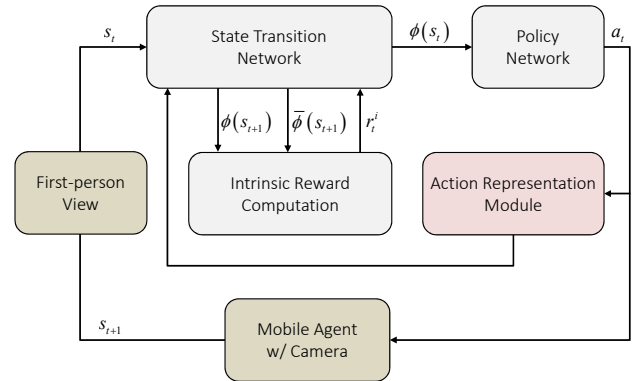 s_t
State Transition
Network
ϕ(s_t)
Policy
Network
a_t
ϕ(s_{t+1})
ϕ̅(s_{t+1})
r_t^i
First-person
View
Intrinsic Reward
Computation
Action Representation
Module
s_{t+1}
Mobile Agent
w/ Camera